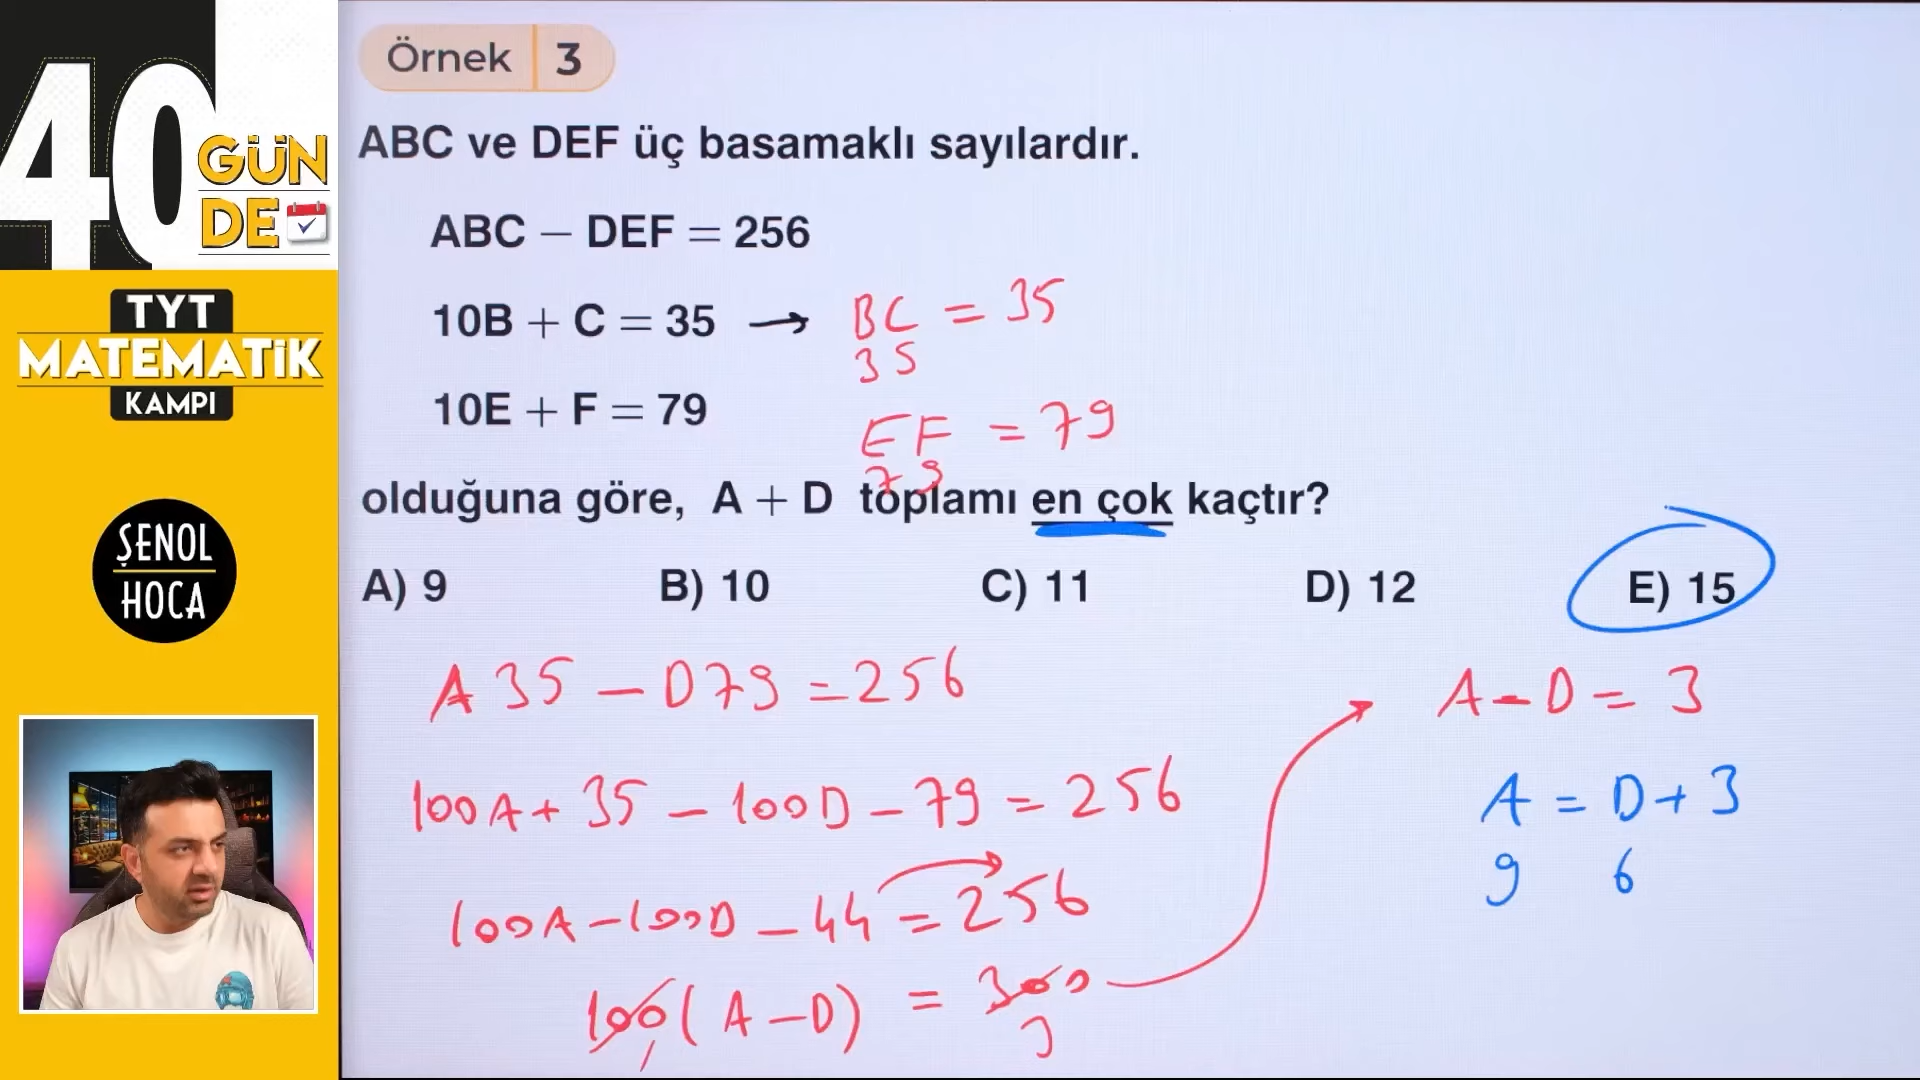 40
GÜN
DE
TYT
MATEMATİK
KAMPI
ŞENOL
HOCA
Örnek 3
ABC ve DEF üç basamaklı sayılardır.
ABC − DEF = 256
10B + C = 35 → BC = 35
35
10E + F = 79
EF = 79
79
olduğuna göre, A + D toplamı en çok kaçtır?
A) 9 B) 10 C) 11 D) 12 E) 15
A35 − D79 = 256
100A + 35 − 100D − 79 = 256
100A − 100D − 44 = 256
100(A − D) = 300
1 3
A − D = 3
A = D + 3
9 6